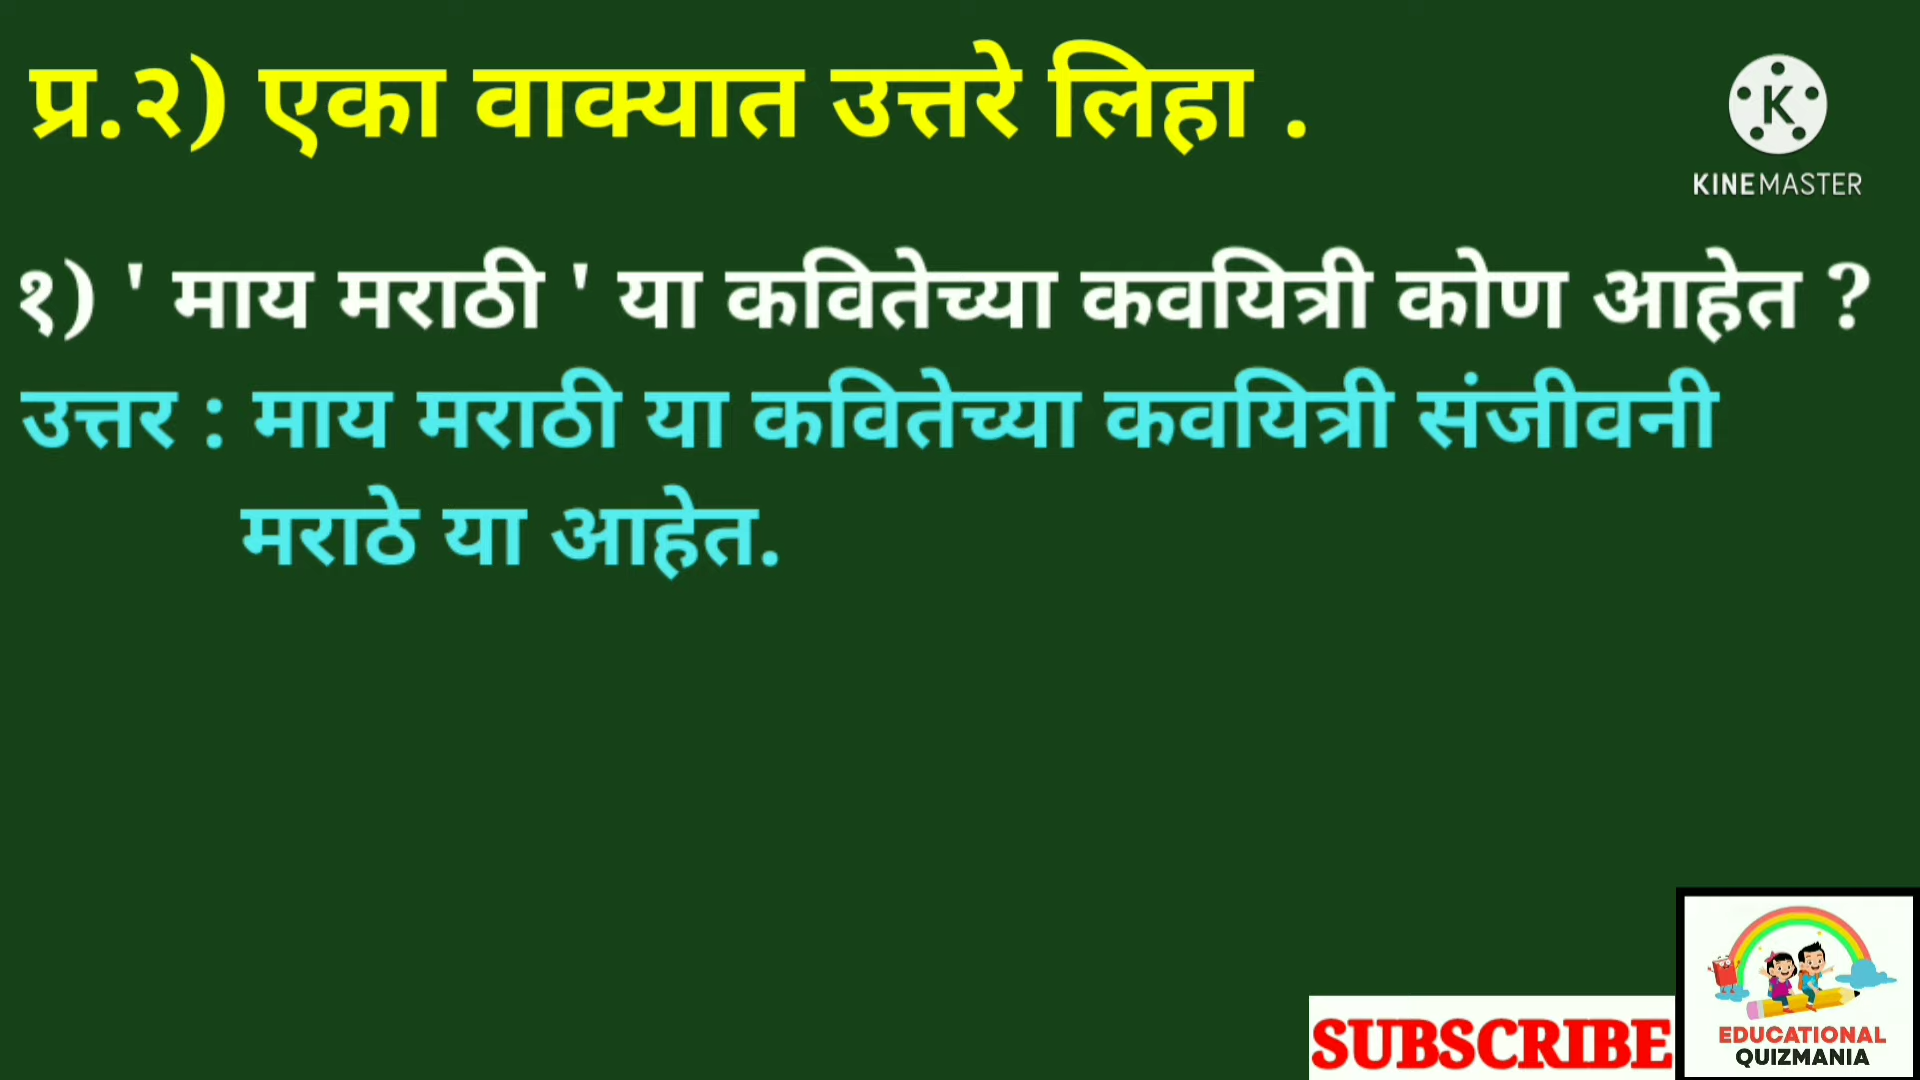 प्र.२) एका वाक्यात उत्तरे लिहा .
K
KINEMASTER
१) ' माय मराठी ' या कवितेच्या कवयित्री कोण आहेत ?
उत्तर : माय मराठी या कवितेच्या कवयित्री संजीवनी
मराठे या आहेत.
SUBSCRIBE
EDUCATIONAL
QUIZMANIA